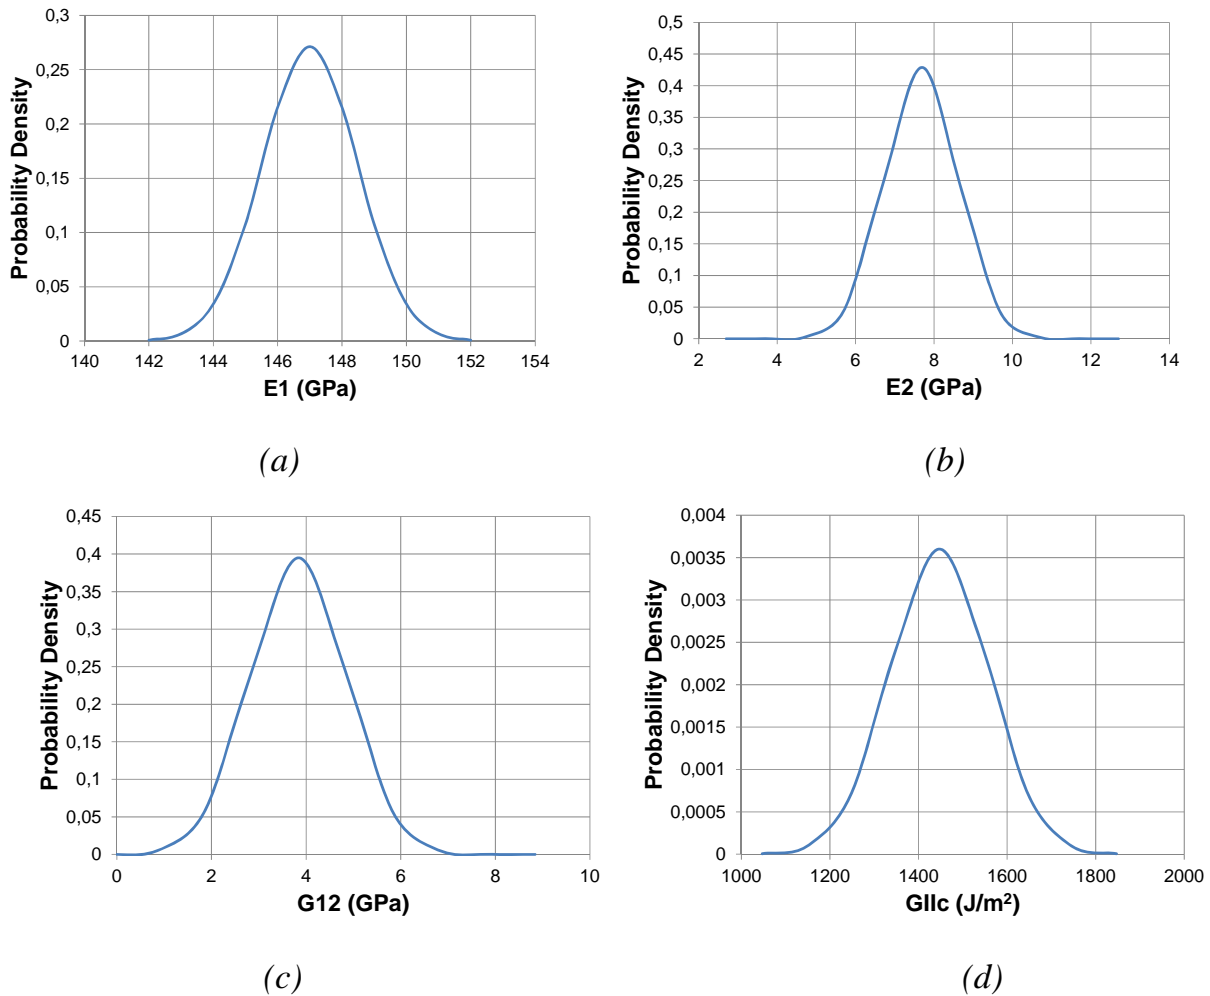 0,3
0,25
0,2
0,15
0,1
0,05
0
Probability Density
140 142 144 146 148 150 152 154
E1 (GPa)
(a)
0,5
0,45
0,4
0,35
0,3
0,25
0,2
0,15
0,1
0,05
0
Probability Density
2 4 6 8 10 12 14
E2 (GPa)
(b)
0,45
0,4
0,35
0,3
0,25
0,2
0,15
0,1
0,05
0
Probability Density
0 2 4 6 8 10
G12 (GPa)
(c)
0,004
0,0035
0,003
0,0025
0,002
0,0015
0,001
0,0005
0
Probability Density
1000 1200 1400 1600 1800 2000
GIIc (J/m²)
(d)